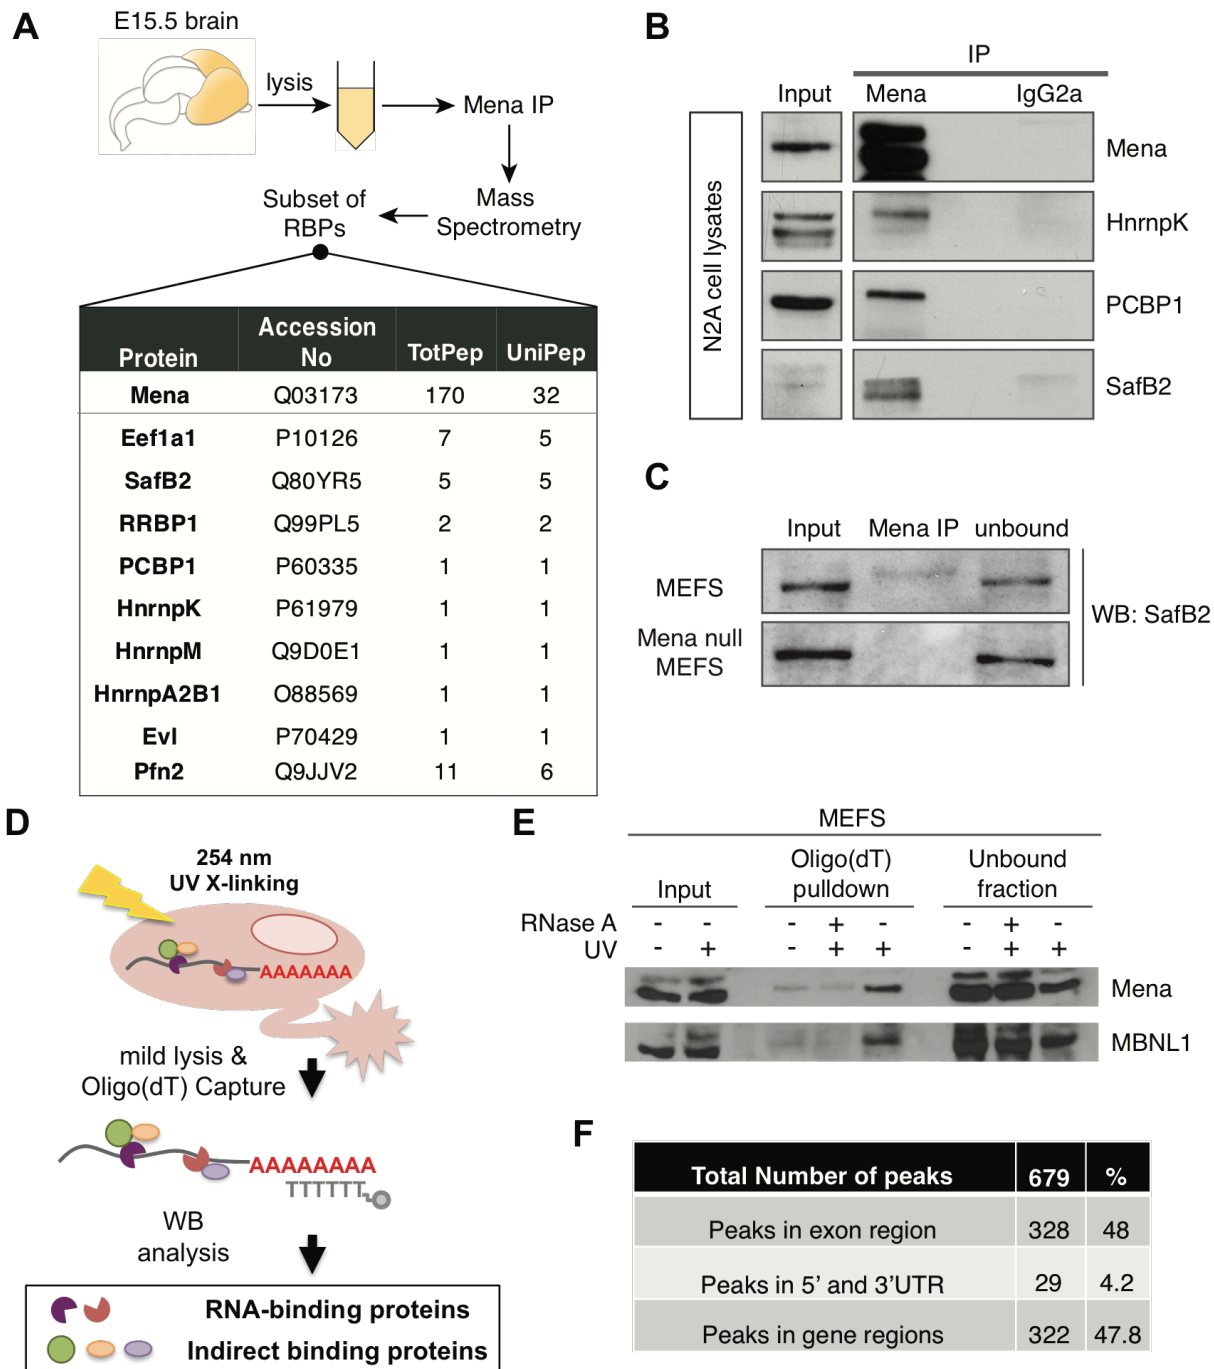 A
E15.5 brain
lysis
Mena IP
Mass
Spectrometry
Subset of
RBPs
Protein Accession No TotPep UniPep
Mena Q03173 170 32
Eef1a1 P10126 7 5
SafB2 Q80YR5 5 5
RRBP1 Q99PL5 2 2
PCBP1 P60335 1 1
HnrnpK P61979 1 1
HnrnpM Q9D0E1 1 1
HnrnpA2B1 O88569 1 1
Evl P70429 1 1
Pfn2 Q9JJV2 11 6
B
IP
Input Mena IgG2a
N2A cell lysates
Mena
HnrnpK
PCBP1
SafB2
C
Input Mena IP unbound
MEFS
Mena null
MEFS
WB: SafB2
D
254 nm
UV X-linking
AAAAAAA
mild lysis &
Oligo(dT) Capture
AAAAAAAA
TTTTTT
WB
analysis
RNA-binding proteins
Indirect binding proteins
E
MEFS
Input Oligo(dT) pulldown Unbound fraction
RNase A - - - + - - + -
UV - + - + + - + +
Mena
MBNL1
F
Total Number of peaks 679 %
Peaks in exon region 328 48
Peaks in 5' and 3'UTR 29 4.2
Peaks in gene regions 322 47.8